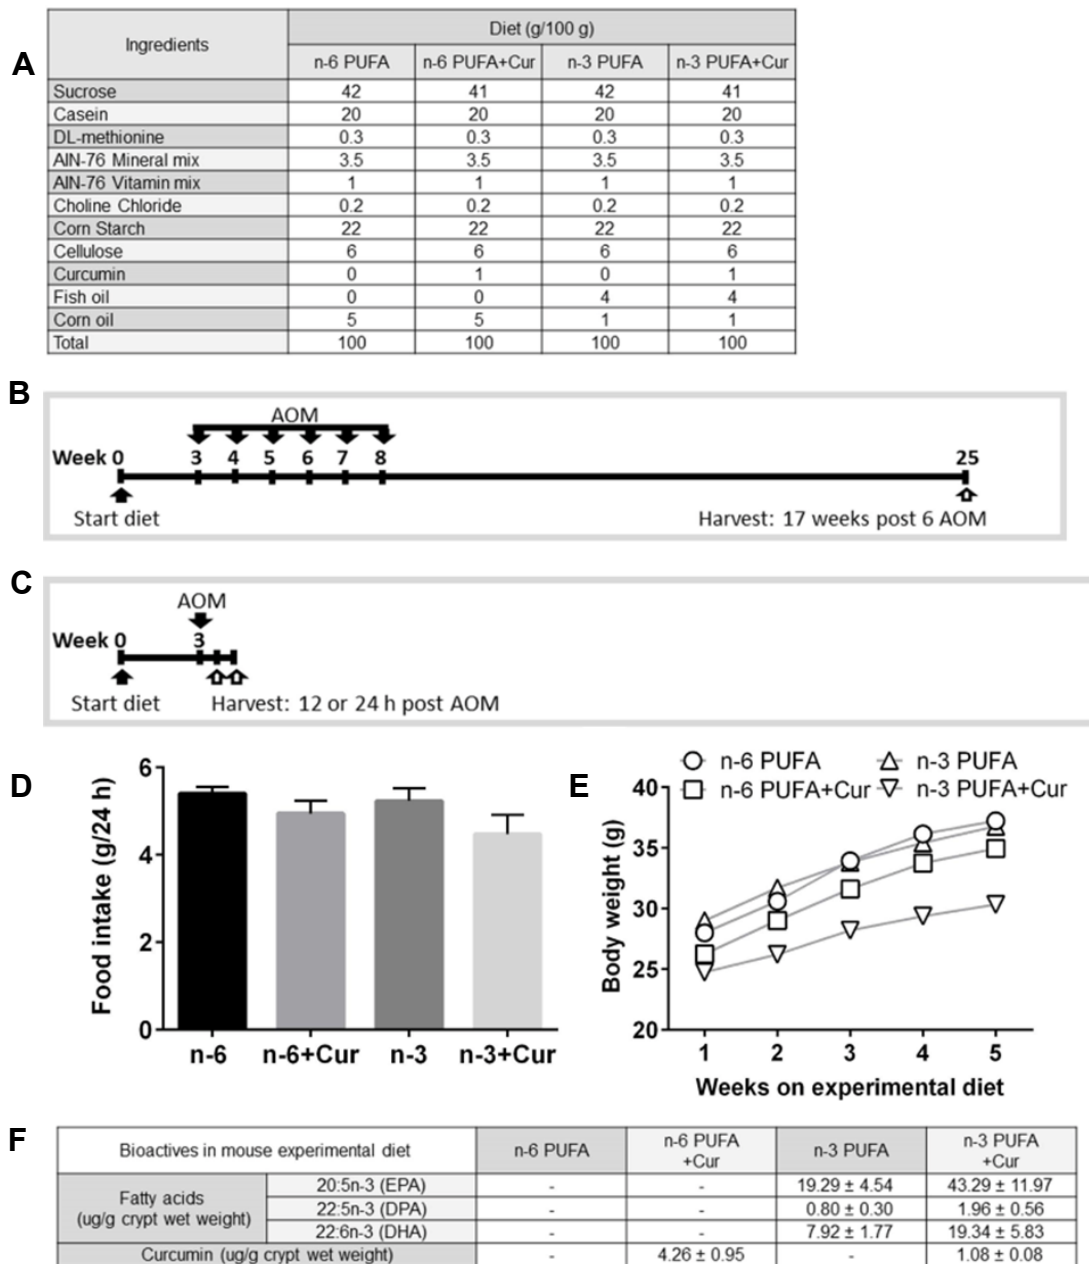 A
Ingredients
Diet (g/100 g)
n-6 PUFA n-6 PUFA+Cur n-3 PUFA n-3 PUFA+Cur
Sucrose 42 41 42 41
Casein 20 20 20 20
DL-methionine 0.3 0.3 0.3 0.3
AIN-76 Mineral mix 3.5 3.5 3.5 3.5
AIN-76 Vitamin mix 1 1 1 1
Choline Chloride 0.2 0.2 0.2 0.2
Corn Starch 22 22 22 22
Cellulose 6 6 6 6
Curcumin 0 1 0 1
Fish oil 0 0 4 4
Corn oil 5 5 1 1
Total 100 100 100 100
B
AOM
Week 0 3 4 5 6 7 8 25
Start diet Harvest: 17 weeks post 6 AOM
C
AOM
Week 0 3
Start diet Harvest: 12 or 24 h post AOM
D
Food intake (g/24 h)
6
4
2
0
n-6 n-6+Cur n-3 n-3+Cur
E
n-6 PUFA n-3 PUFA
n-6 PUFA+Cur n-3 PUFA+Cur
Body weight (g)
40
35
30
25
20
1 2 3 4 5
Weeks on experimental diet
F
Bioactives in mouse experimental diet n-6 PUFA n-6 PUFA n-3 PUFA n-3 PUFA
+Cur +Cur
Fatty acids
(ug/g crypt wet weight)
20:5n-3 (EPA) - - 19.29 ± 4.54 43.29 ± 11.97
22:5n-3 (DPA) - - 0.80 ± 0.30 1.96 ± 0.56
22:6n-3 (DHA) - - 7.92 ± 1.77 19.34 ± 5.83
Curcumin (ug/g crypt wet weight) - 4.26 ± 0.95 - 1.08 ± 0.08